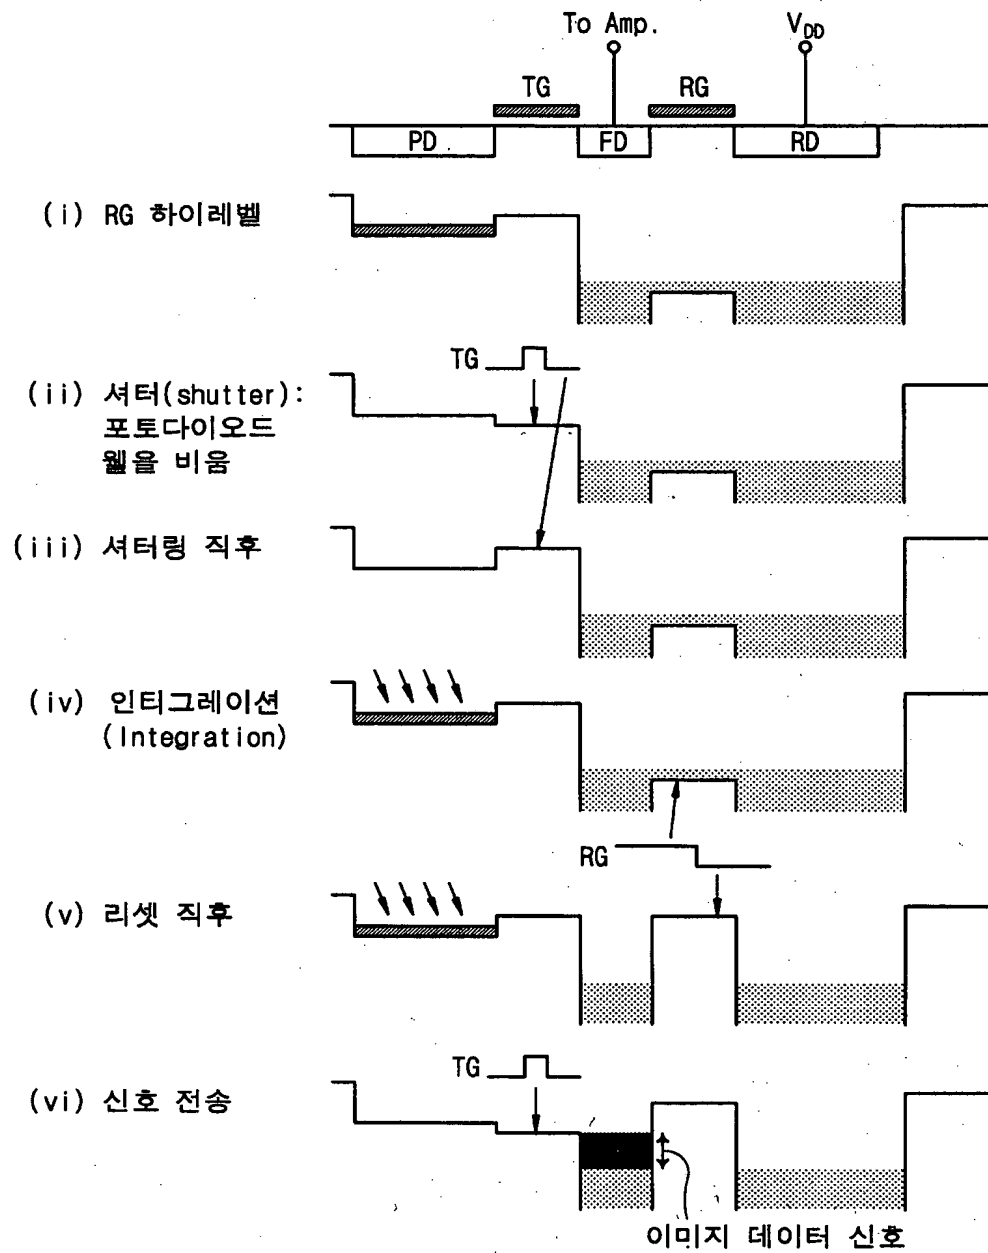 To Amp.
V_DD
TG
RG
PD
FD
RD
(i) RG 하이레벨
(ii) 셔터(shutter):
포토다이오드
웰을 비움
TG
(iii) 셔터링 직후
(iv) 인티그레이션
(Integration)
RG
(v) 리셋 직후
TG
(vi) 신호 전송
이미지 데이터 신호